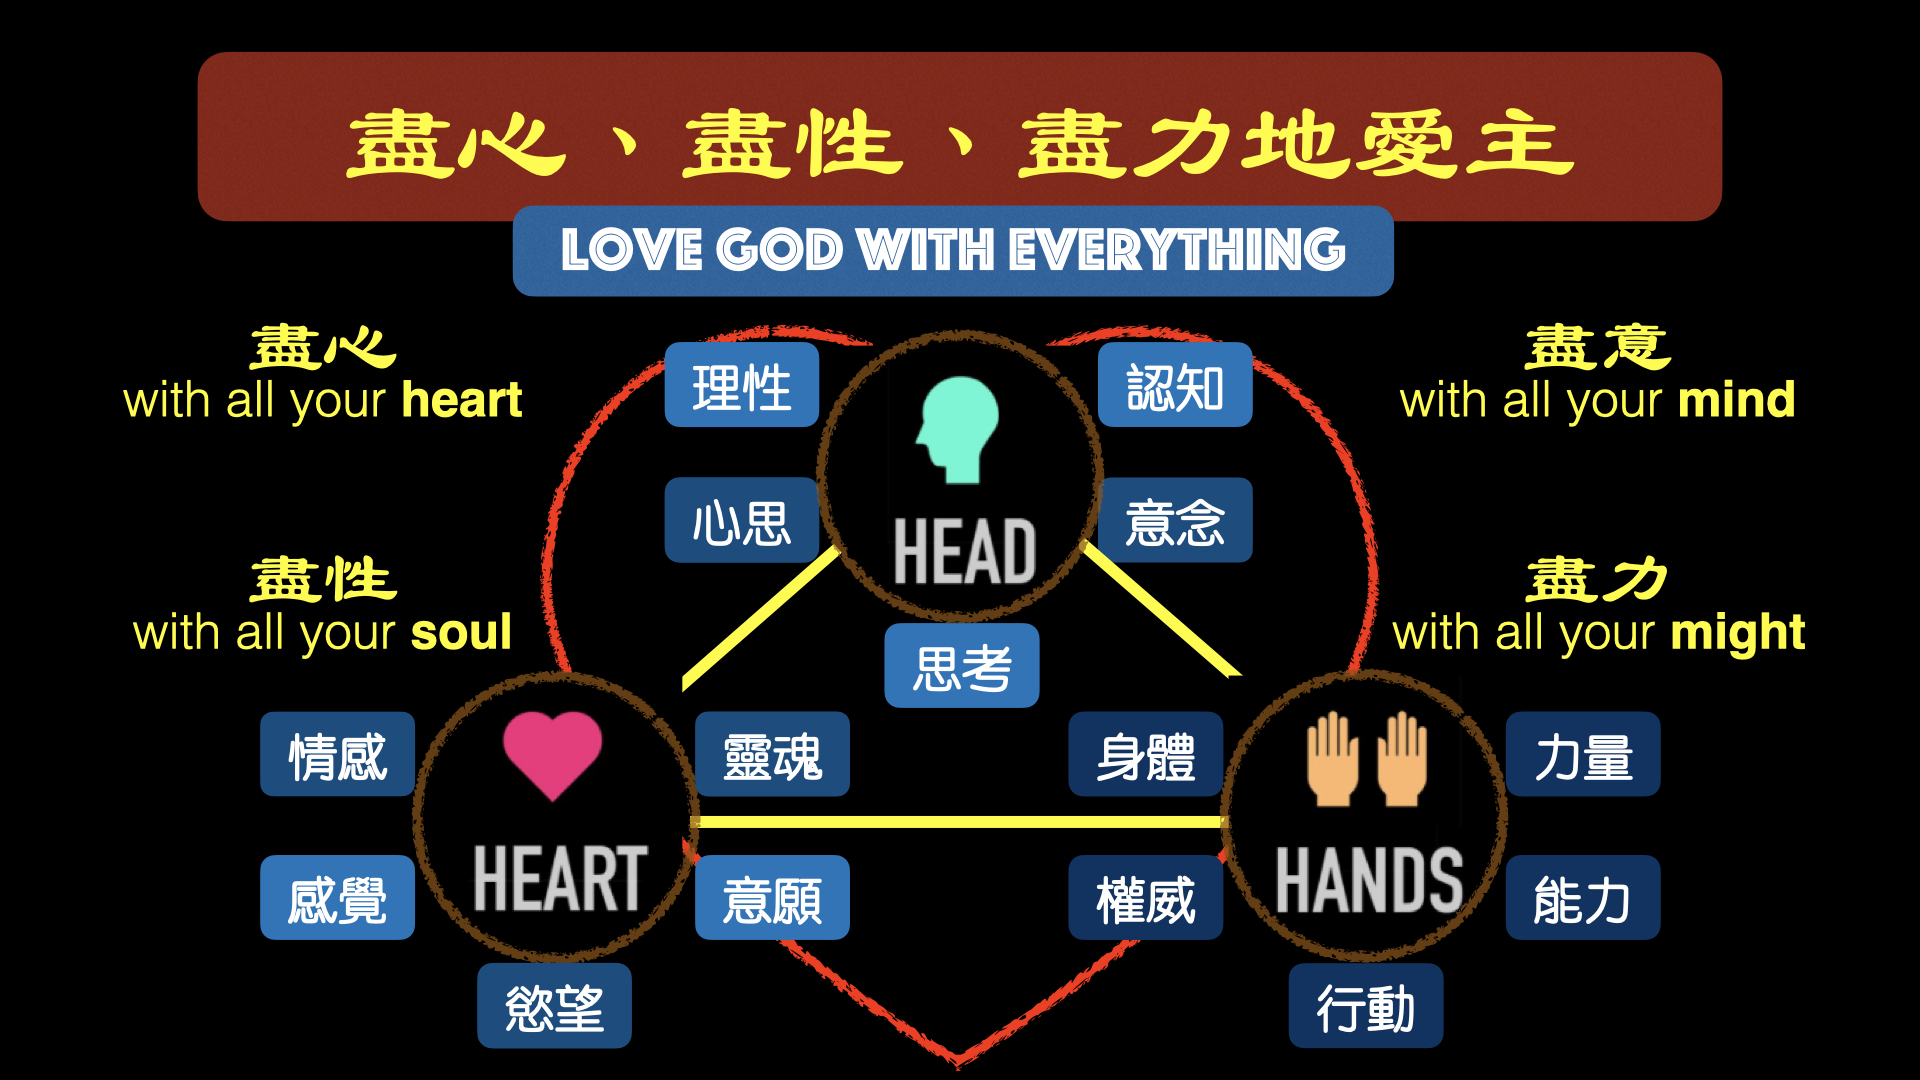 盡心、盡性、盡力地愛主
LOVE GOD WITH EVERYTHING
盡心
with all your heart
盡意
with all your mind
盡性
with all your soul
盡力
with all your might
理性
認知
心思
意念
HEAD
思考
情感
靈魂
感覺
意願
HEART
慾望
身體
力量
權威
能力
HANDS
行動